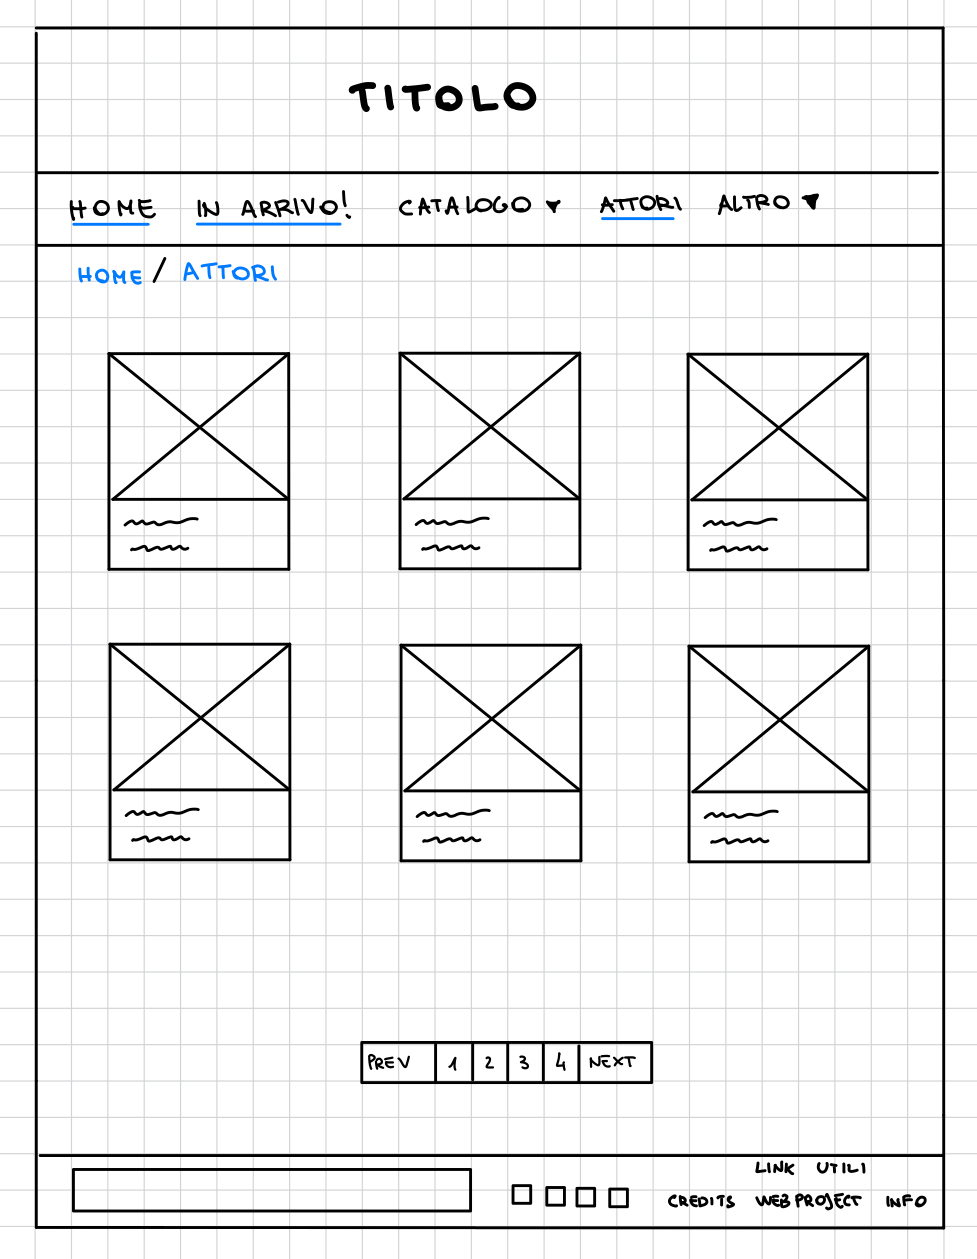 TITOLO
HOME IN ARRIVO! CATALOGO ▼ ATTORI ALTRO ▼
HOME / ATTORI
PREV 1 2 3 4 NEXT
LINK UTILI
CREDITS WEB PROJECT INFO